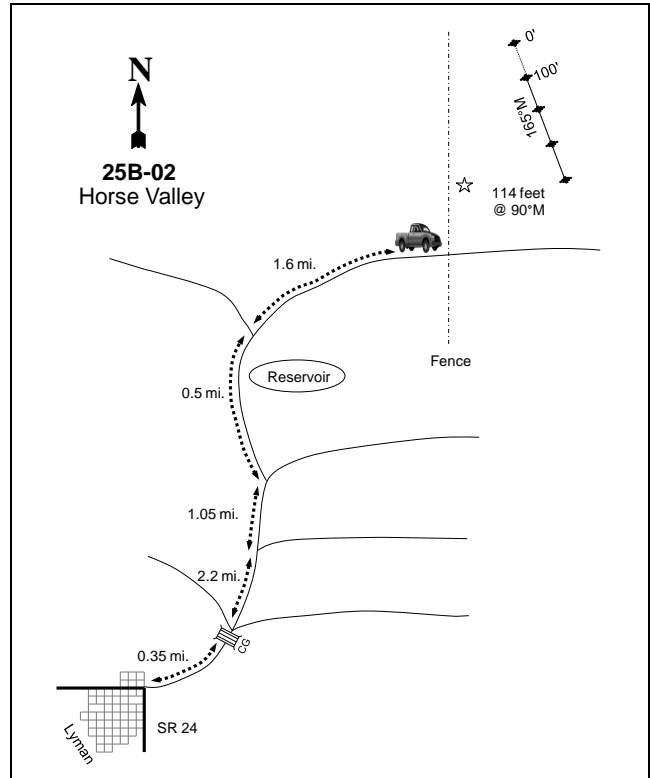 N
25B-02
Horse Valley
0'
100'
165°M
114 feet
@ 90°M
1.6 mi.
Fence
Reservoir
0.5 mi.
1.05 mi.
2.2 mi.
CG
0.35 mi.
SR 24
Lyman